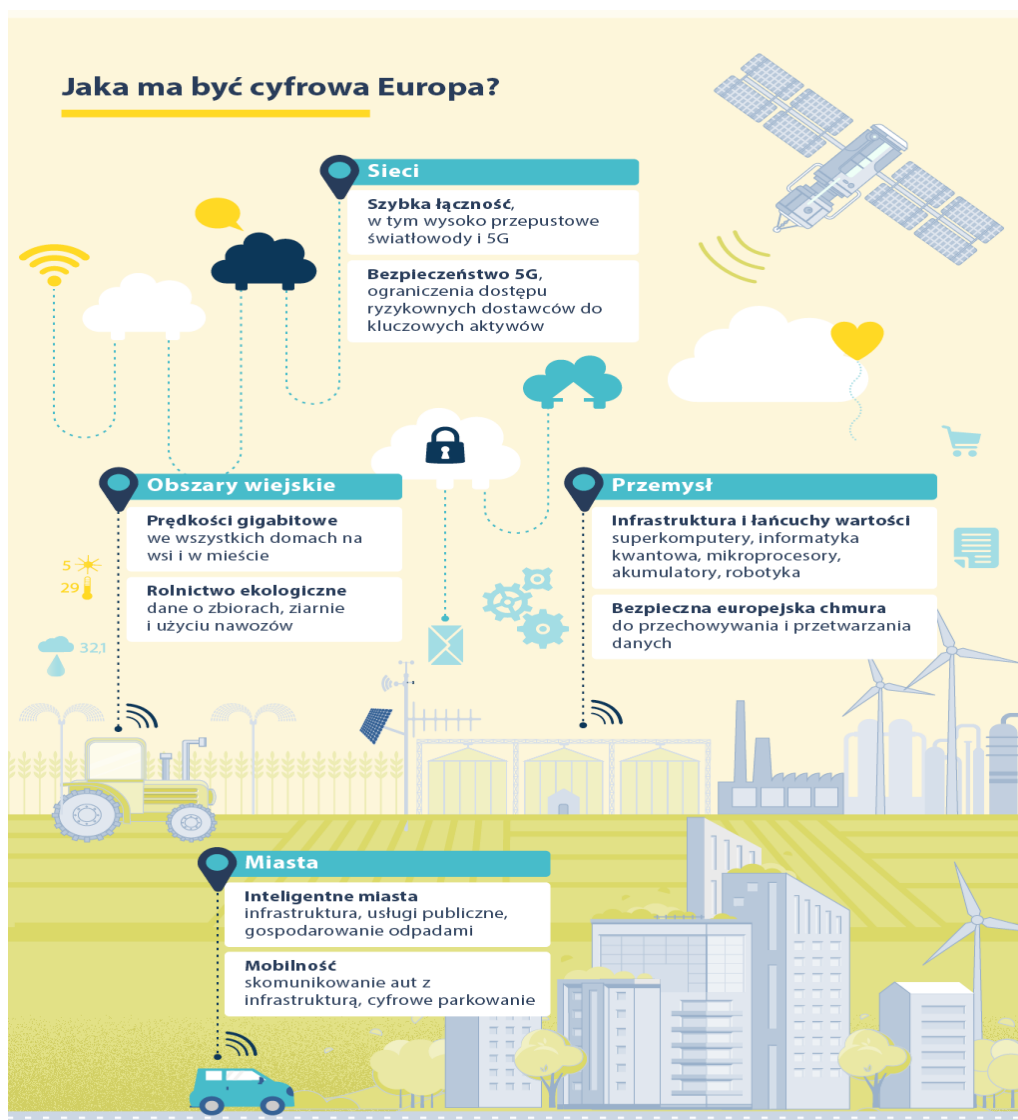 Jaka ma być cyfrowa Europa?
Sieci
Szybka łączność,
w tym wysoko przepustowe
światłowody i 5G
Bezpieczeństwo 5G,
ograniczenia dostępu
ryzykownych dostawców do
kluczowych aktywów
Obszary wiejskie
Prędkości gigabitowe
we wszystkich domach na
wsi i w mieście
Rolnictwo ekologiczne
dane o zbiorach, ziarnie
i użyciu nawozów
5
29
32,1
Przemysł
Infrastruktura i łańcuchy wartości
superkomputery, informatyka
kwantowa, mikroprocesory,
akumulatory, robotyka
Bezpieczna europejska chmura
do przechowywania i przetwarzania
danych
Miasta
Inteligentne miasta
infrastruktura, usługi publiczne,
gospodarowanie odpadami
Mobilność
skomunikowanie aut z
infrastrukturą, cyfrowe parkowanie